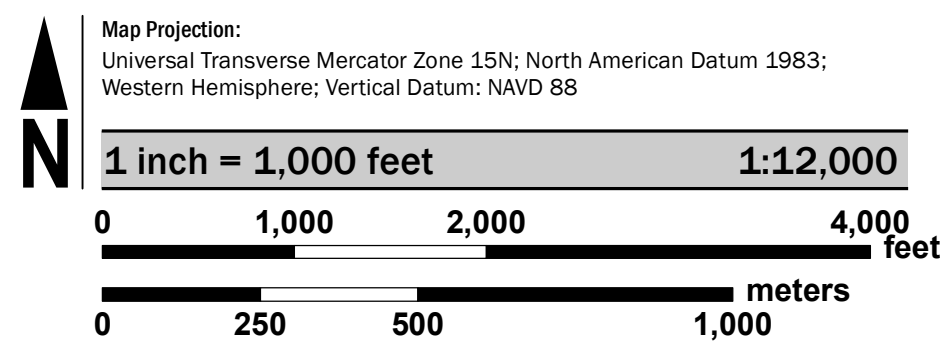 Map Projection:
Universal Transverse Mercator Zone 15N; North American Datum 1983;
Western Hemisphere; Vertical Datum: NAVD 88
N
1 inch = 1,000 feet 1:12,000
0 1,000 2,000 4,000
feet
meters
0 250 500 1,000